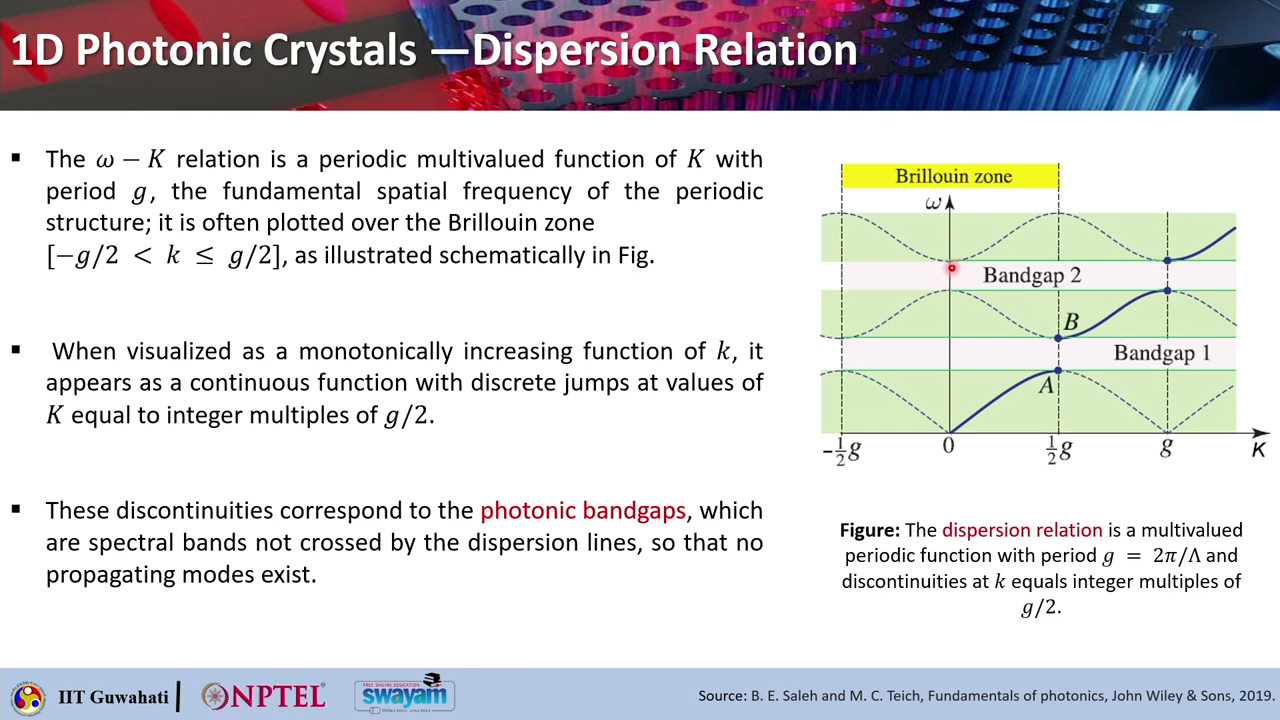 1D Photonic Crystals —Dispersion Relation
▪ The ω − K relation is a periodic multivalued function of K with
period g, the fundamental spatial frequency of the periodic
structure; it is often plotted over the Brillouin zone
[−g/2 < k ≤ g/2], as illustrated schematically in Fig.
▪ When visualized as a monotonically increasing function of k, it
appears as a continuous function with discrete jumps at values of
K equal to integer multiples of g/2.
▪ These discontinuities correspond to the photonic bandgaps, which
are spectral bands not crossed by the dispersion lines, so that no
propagating modes exist.
Brillouin zone
ω
Bandgap 2
B
Bandgap 1
A
-½g 0 ½g g K
Figure: The dispersion relation is a multivalued
periodic function with period g = 2π/Λ and
discontinuities at k equals integer multiples of
g/2.
IIT Guwahati
NPTEL
FREE ONLINE EDUCATION
swayam
Source: B. E. Saleh and M. C. Teich, Fundamentals of photonics, John Wiley & Sons, 2019.